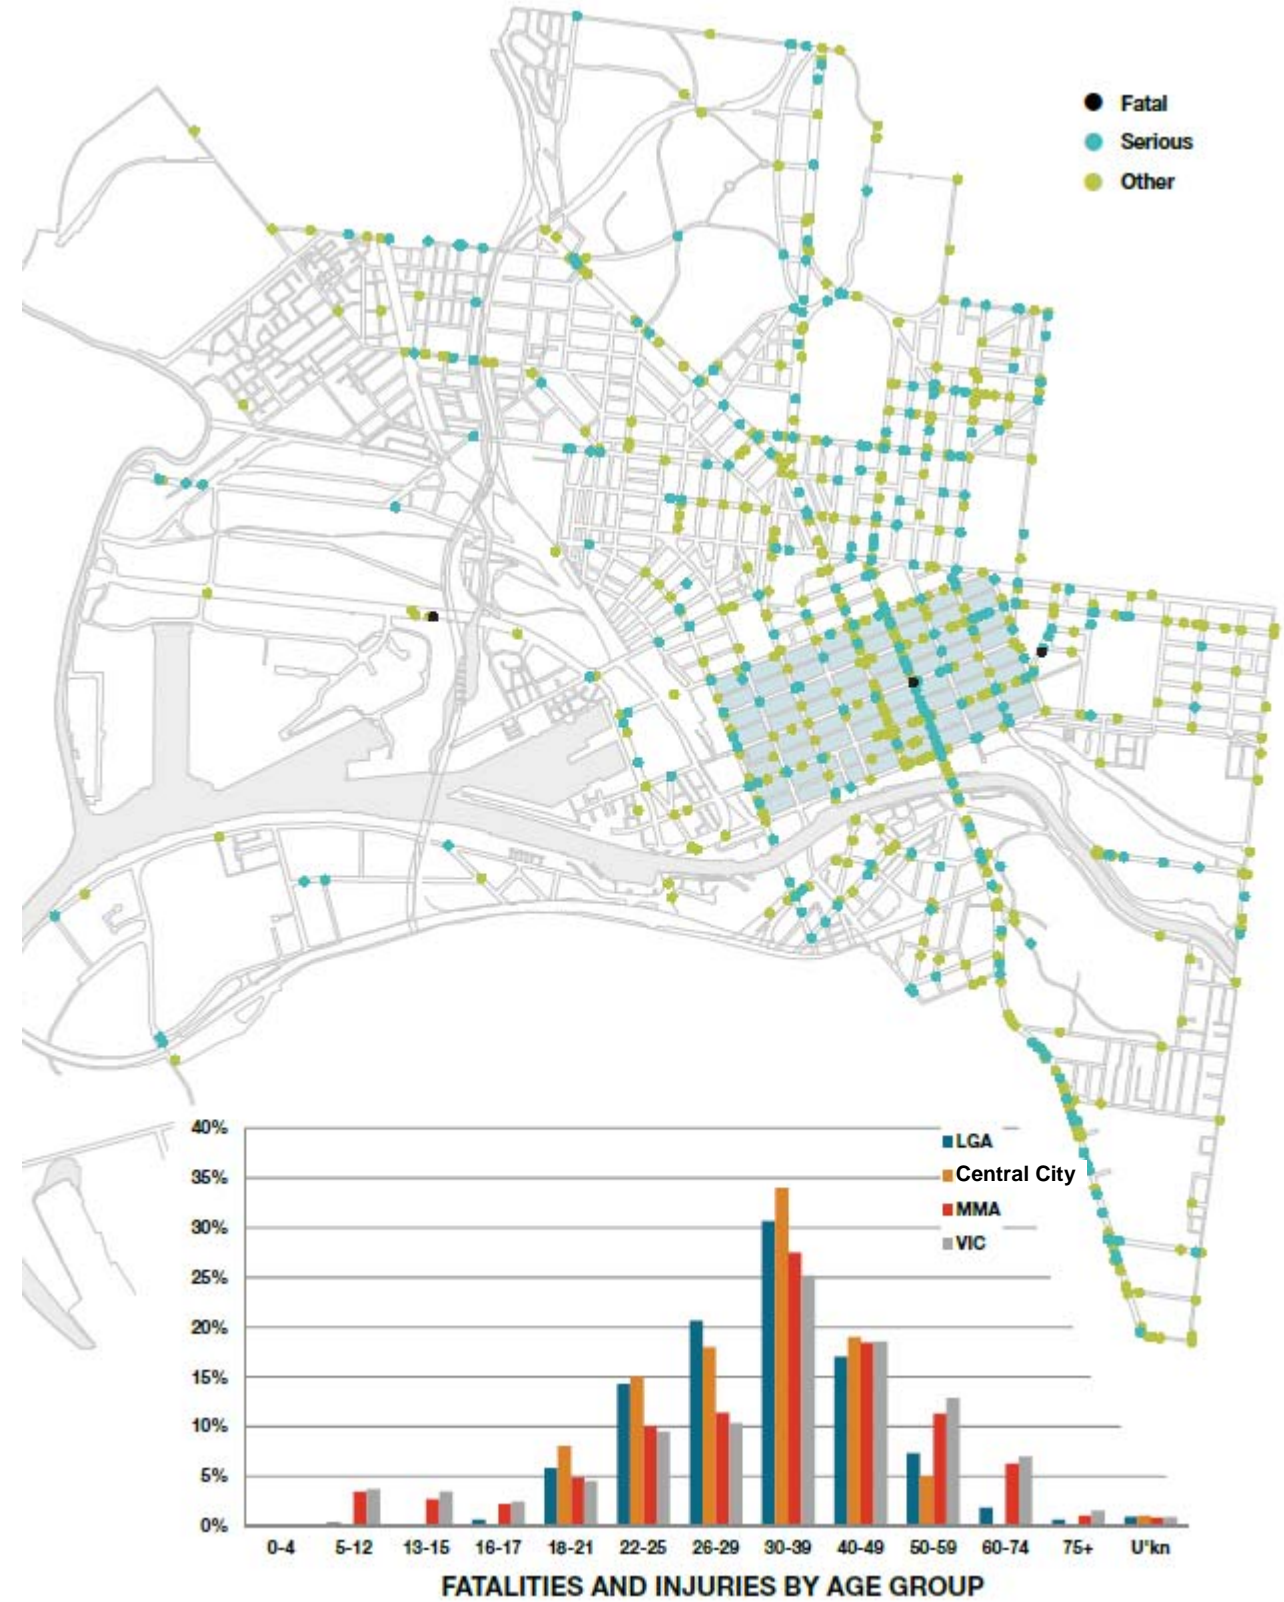 Fatal
Serious
Other
40%
35%
30%
25%
20%
15%
10%
5%
0%
LGA
Central City
MMA
VIC
0-4 5-12 13-15 16-17 18-21 22-25 26-29 30-39 40-49 50-59 60-74 75+ U'kn
FATALITIES AND INJURIES BY AGE GROUP